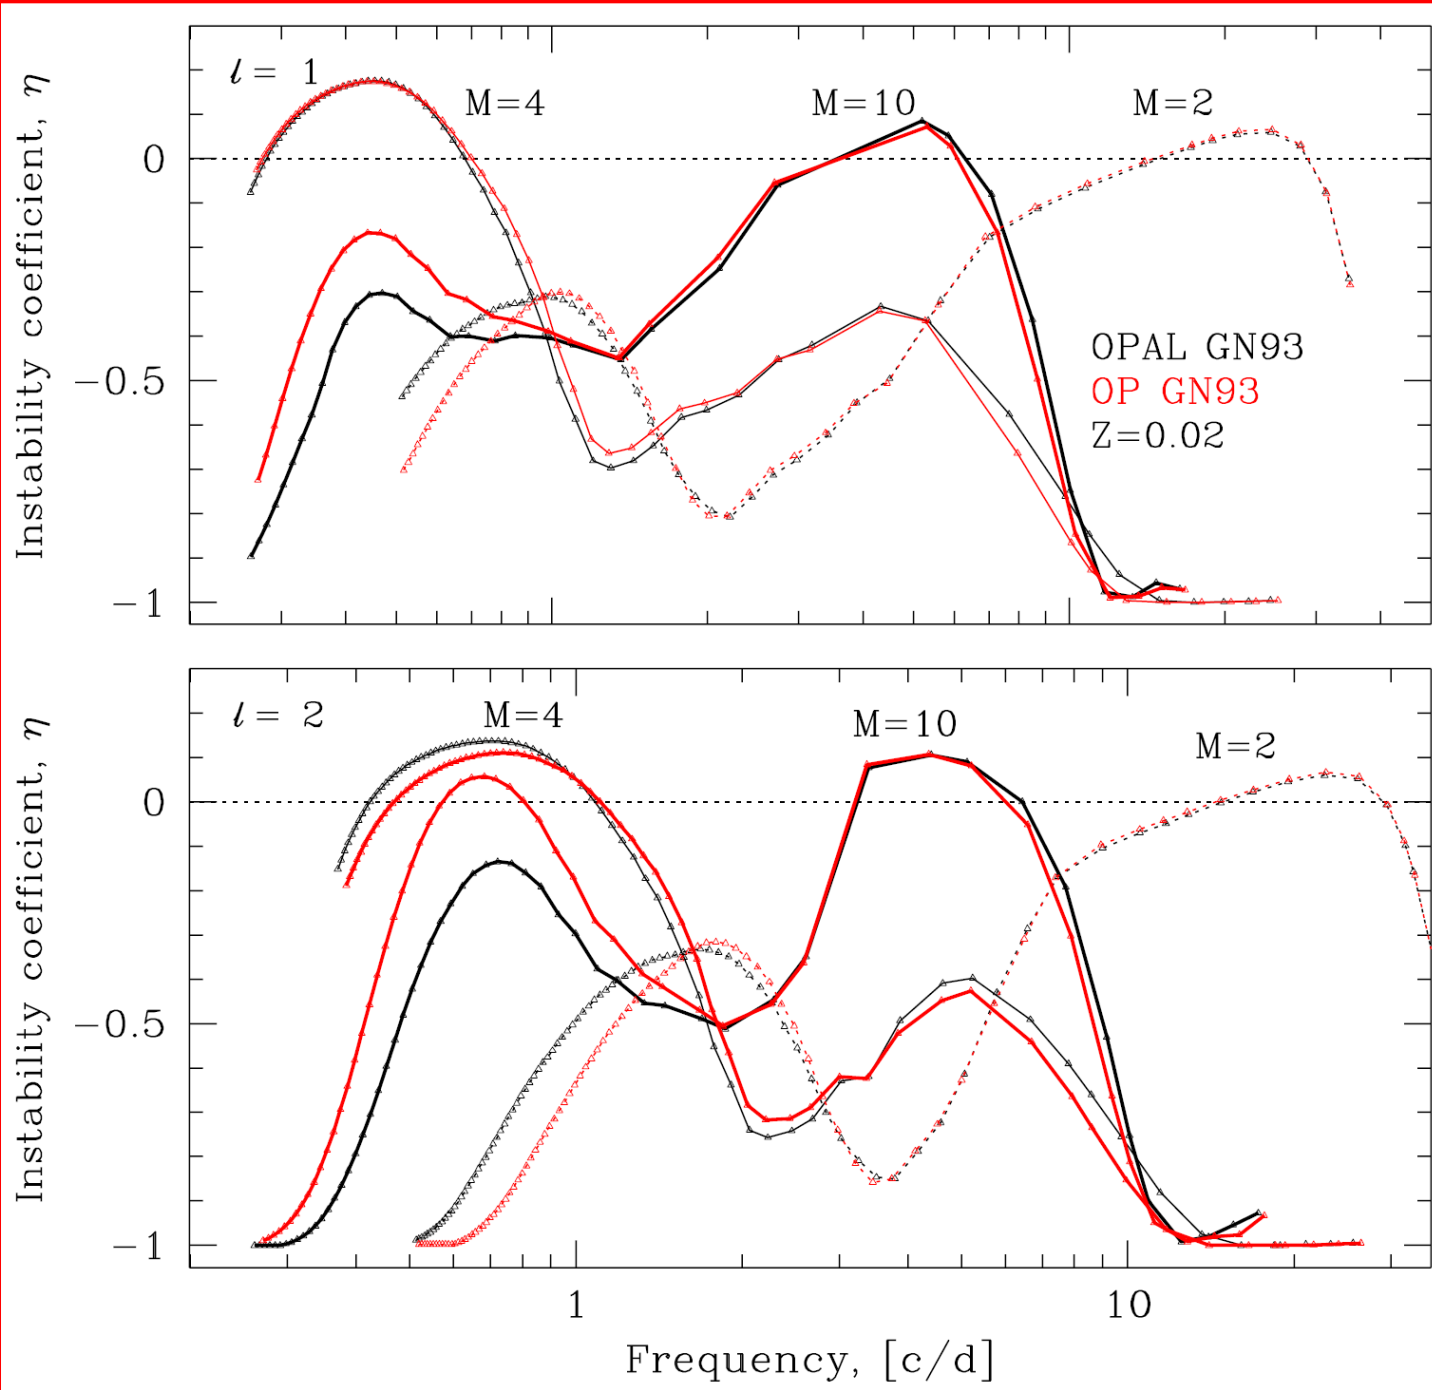 ℓ = 1
M=4
M=10
M=2
0
−0.5
−1
Instability coefficient, η
OPAL GN93
OP GN93
Z=0.02
ℓ = 2
M=4
M=10
M=2
0
−0.5
−1
Instability coefficient, η
1
10
Frequency, [c/d]